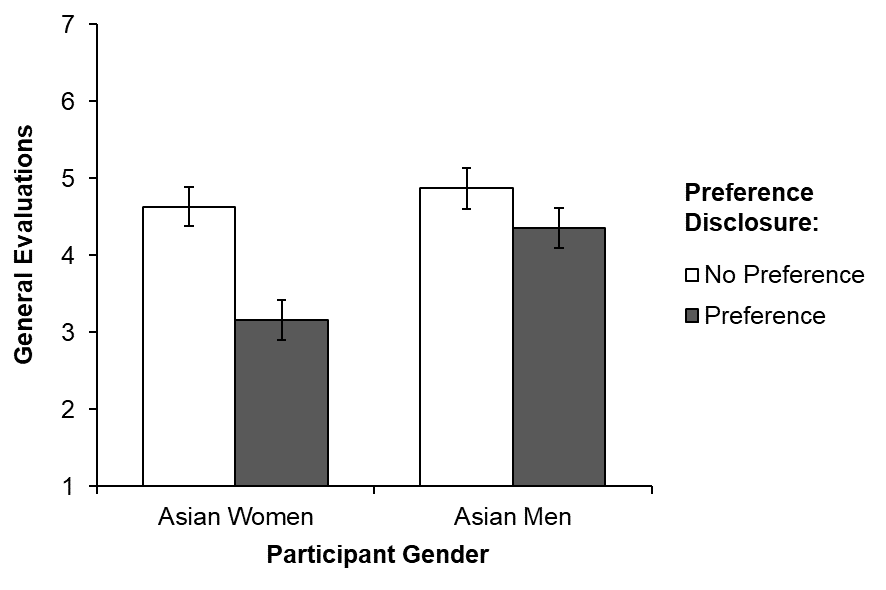 7
6
5
4
3
2
1
General Evaluations
Asian Women
Asian Men
Participant Gender
Preference
Disclosure:
No Preference
Preference